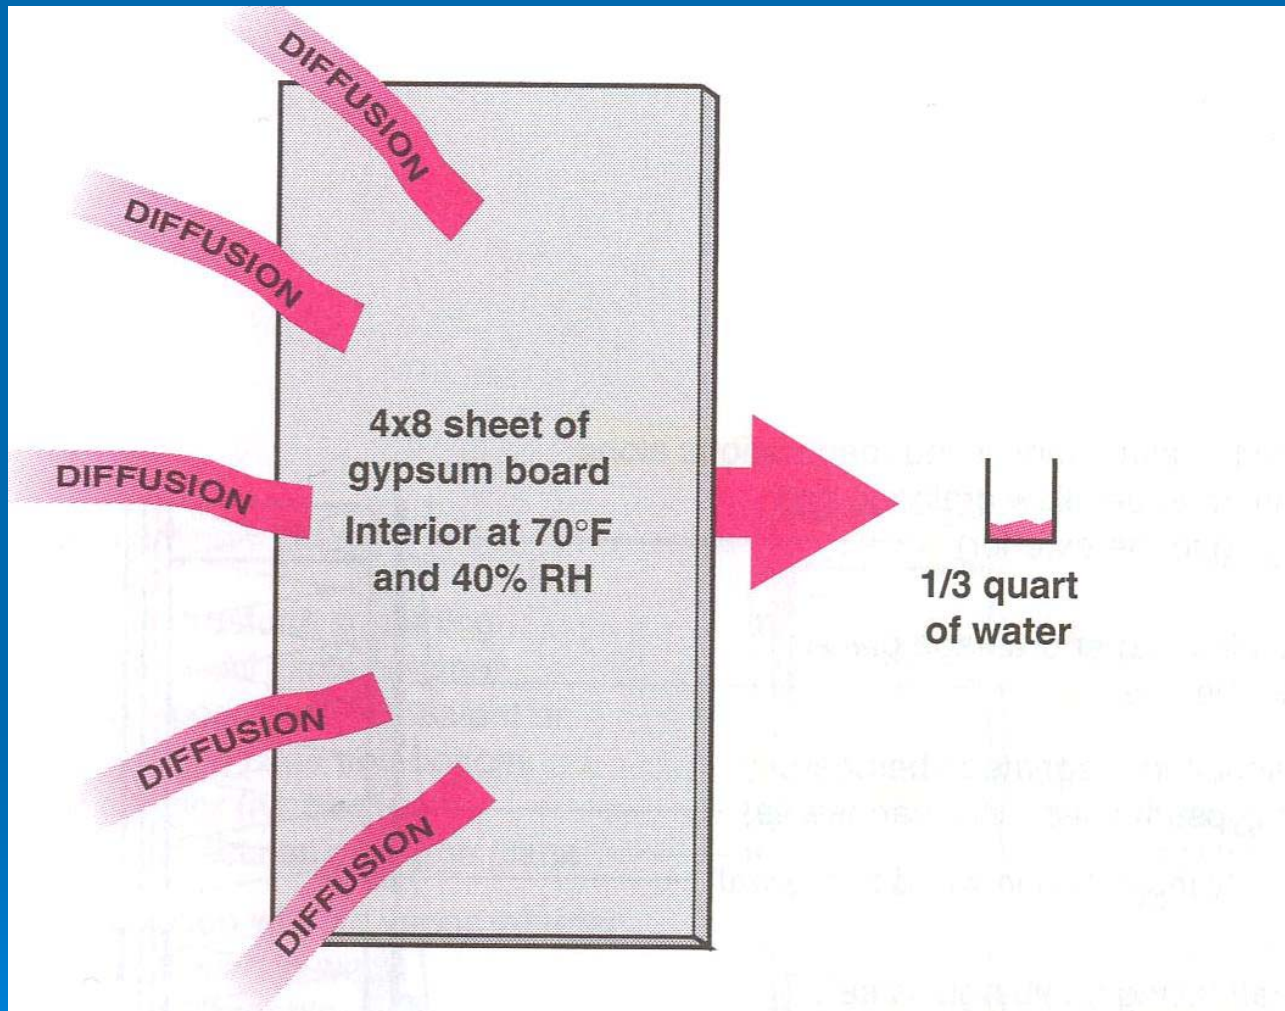 DIFFUSION
DIFFUSION
DIFFUSION
4x8 sheet of
gypsum board
Interior at 70°F
and 40% RH
1/3 quart
of water
DIFFUSION
DIFFUSION